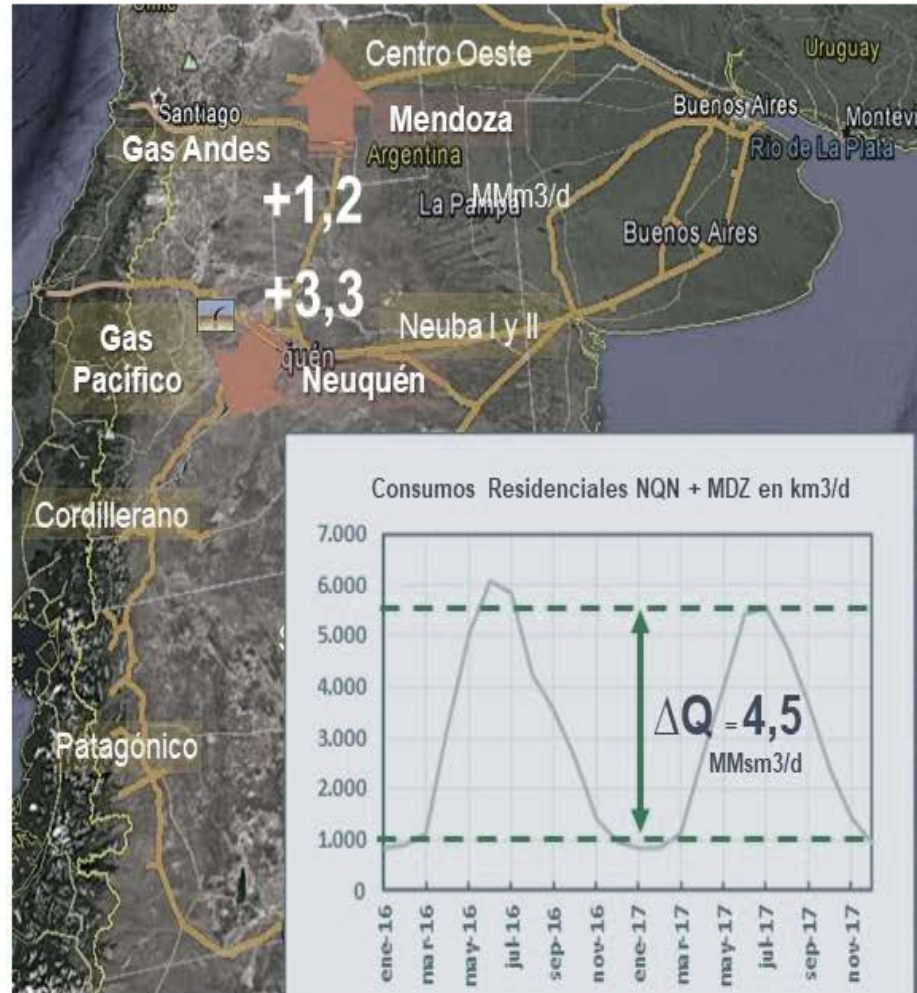 Chile
Centro Oeste
Uruguay
Santiago
Mendoza
Buenos Aires
Gas Andes
Argentina
Rio de La Plata
+1,2
La Pampa
MMm3/d
Buenos Aires
+3,3
Neuba I y II
Gas
Pacífico
quén
Neuquén
Cordillerano
Patagónico
Consumos Residenciales NQN + MDZ en km3/d
7.000
6.000
5.000
4.000
3.000
2.000
1.000
0
ΔQ = 4,5
MMsm3/d
ene-16
mar-16
may-16
jul-16
sep-16
nov-16
ene-17
mar-17
may-17
jul-17
sep-17
nov-17